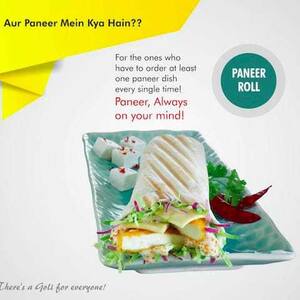 Aur Paneer Mein Kya Hain??
For the ones who
have to order at least
one paneer dish
every single time!
Paneer, Always
on your mind!
PANEER
ROLL
There's a Goli for everyone!